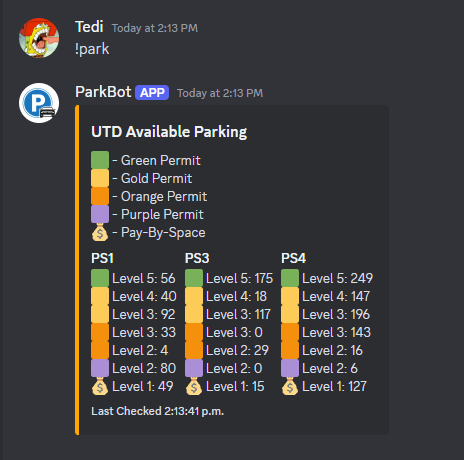 Tedi Today at 2:13 PM
!park
P
ParkBot APP Today at 2:13 PM
UTD Available Parking
- Green Permit
- Gold Permit
- Orange Permit
- Purple Permit
- Pay-By-Space
PS1 PS3 PS4
Level 5: 56 Level 5: 175 Level 5: 249
Level 4: 40 Level 4: 18 Level 4: 147
Level 3: 92 Level 3: 117 Level 3: 196
Level 3: 33 Level 3: 0 Level 3: 143
Level 2: 4 Level 2: 29 Level 2: 16
Level 2: 80 Level 2: 0 Level 2: 6
Level 1: 49 Level 1: 15 Level 1: 127
Last Checked 2:13:41 p.m.